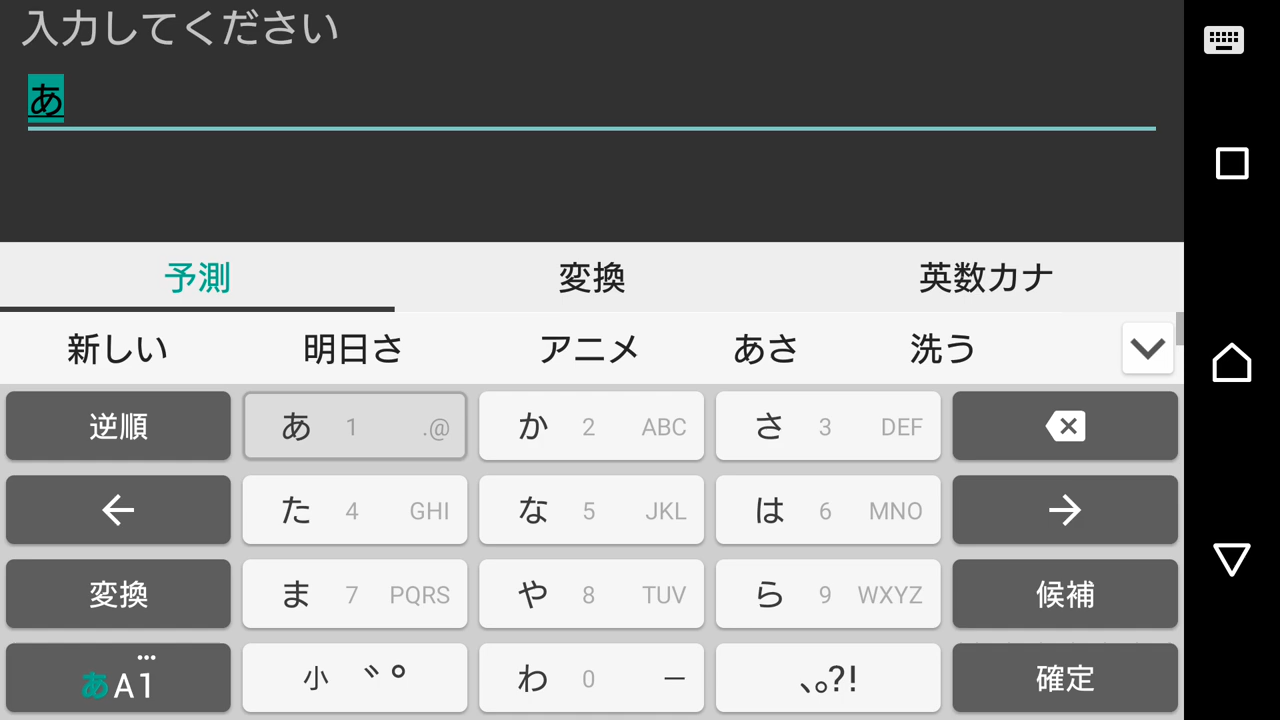 入力してください
あ
予測 変換 英数カナ
新しい 明日さ アニメ あさ 洗う
逆順 あ 1 .@ か 2 ABC さ 3 DEF
← た 4 GHI な 5 JKL は 6 MNO →
変換 ま 7 PQRS や 8 TUV ら 9 WXYZ 候補
あA1 小 ゛゜ わ 0 ー 、。?! 確定